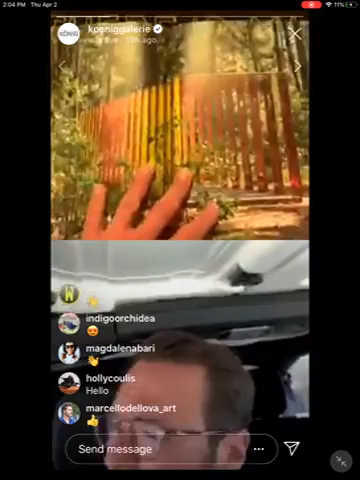 2:04 PM Thu Apr 2
11%
KÖNIG
koeniggalerie
W
indigoorchidea
magdalenabari
hollycoulis
Hello
marcellodellova_art
Send message